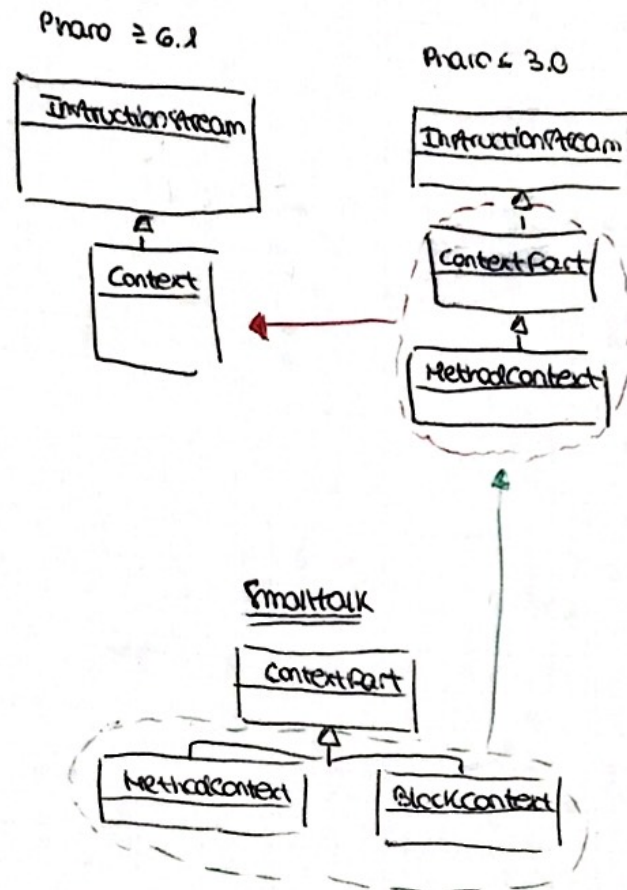 Pharo ≥ 6.1
InstructionStream
Context
Pharo ≤ 3.0
InstructionStream
ContextPart
MethodContext
Smalltalk
ContextPart
MethodContext
BlockContext